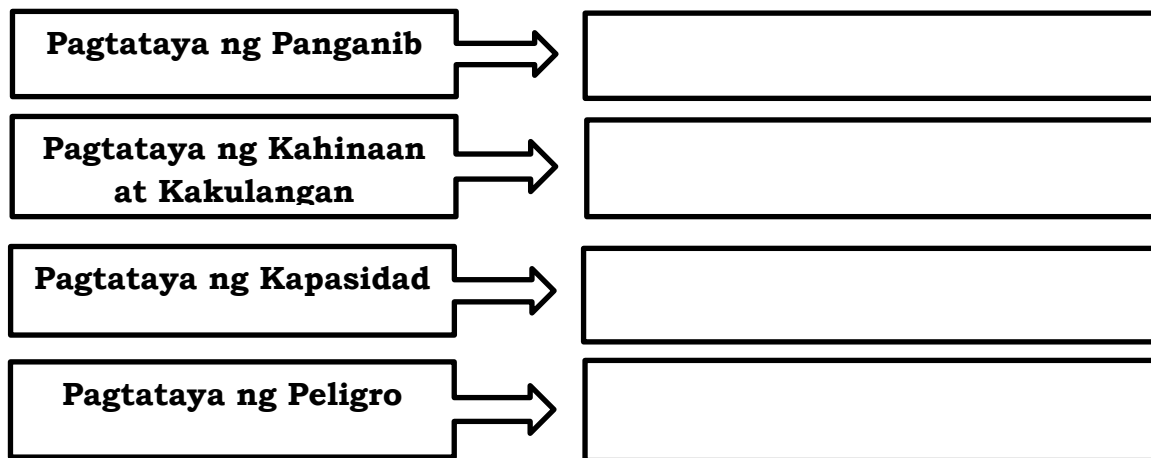 Pagtataya ng Panganib
Pagtataya ng Kahinaan
at Kakulangan
Pagtataya ng Kapasidad
Pagtataya ng Peligro